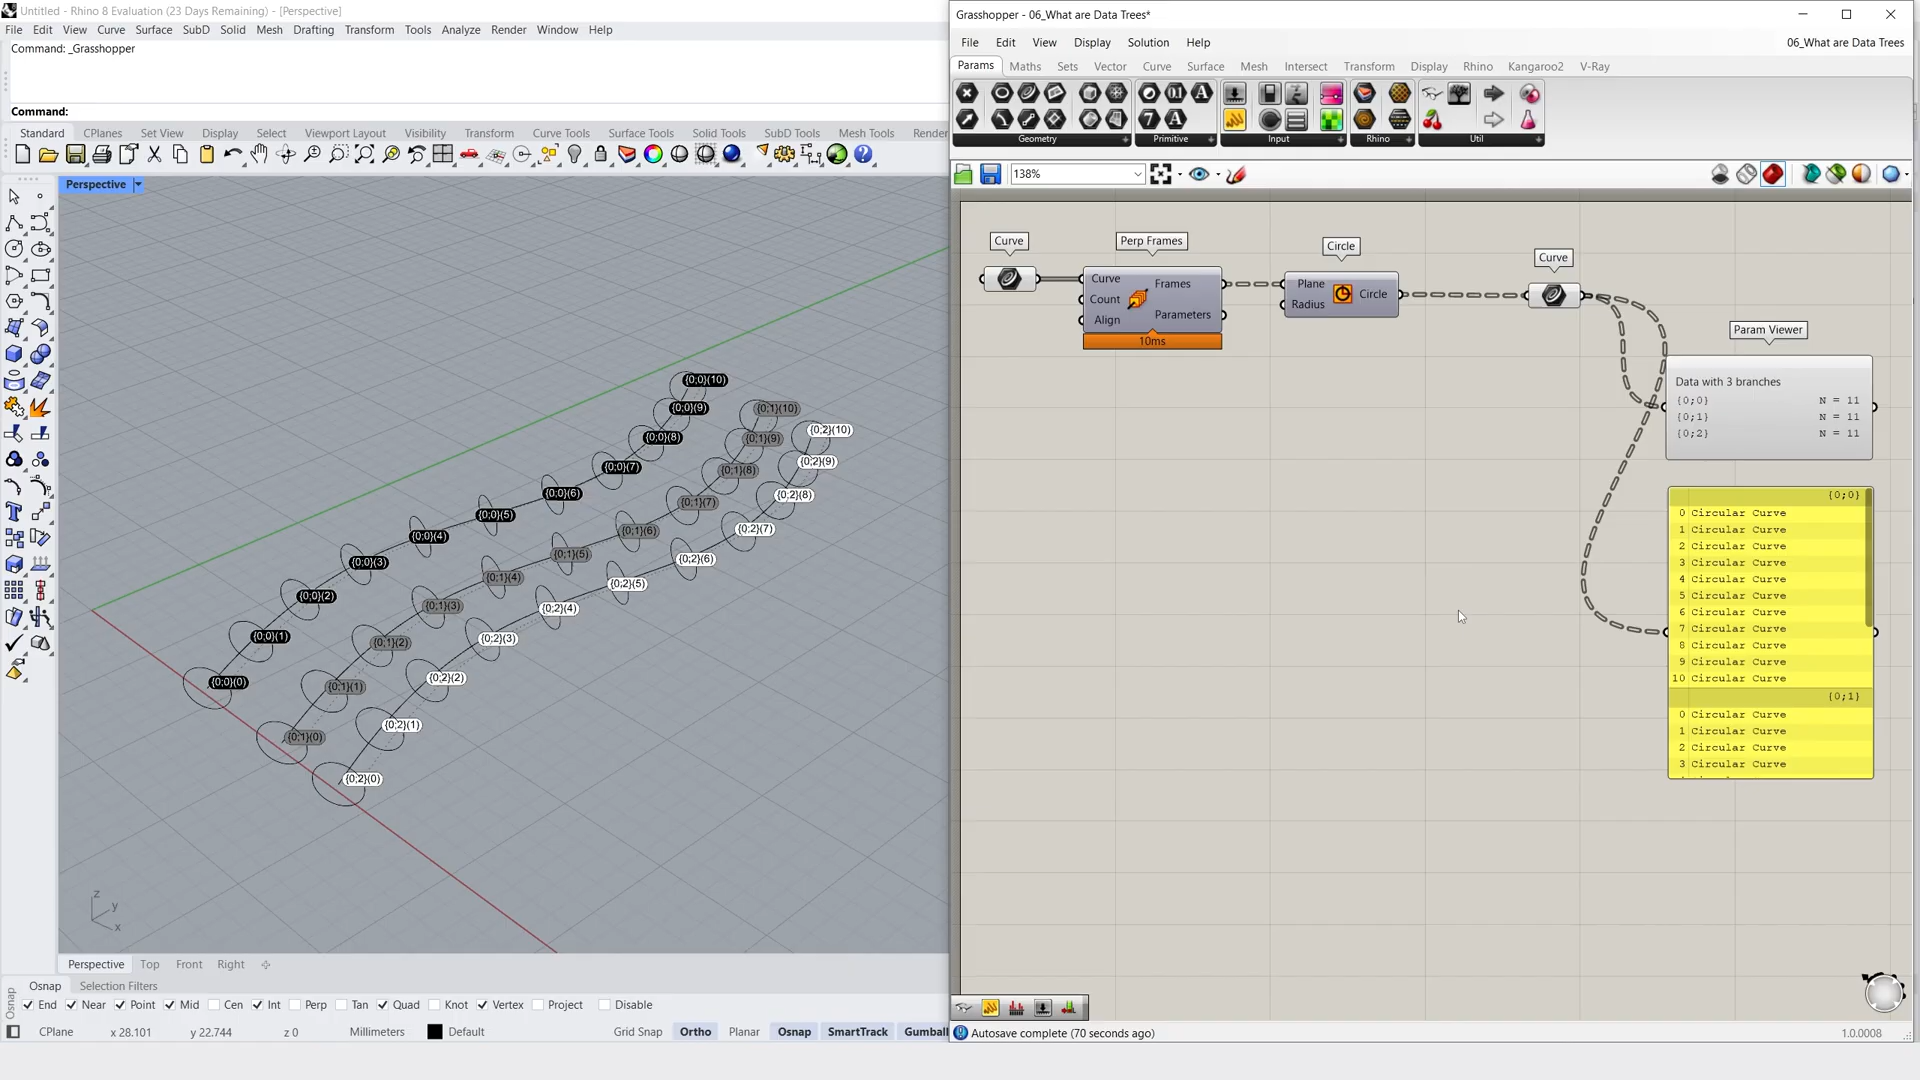 Untitled - Rhino 8 Evaluation (23 Days Remaining) - [Perspective]
File Edit View Curve Surface SubD Solid Mesh Drafting Transform Tools Analyze Render Window Help
Command: _Grasshopper
Command:
Standard CPlanes Set View Display Select Viewport Layout Visibility Transform Curve Tools Surface Tools Solid Tools SubD Tools Mesh Tools Render
Perspective
{0;0}(10)
{0;0}(9)
{0;1}(10)
{0;2}(10)
{0;0}(8)
{0;1}(9)
{0;2}(9)
{0;0}(7)
{0;1}(8)
{0;0}(6)
{0;2}(8)
{0;1}(7)
{0;0}(5)
{0;2}(7)
{0;1}(6)
{0;0}(4)
{0;1}(5)
{0;2}(6)
{0;0}(3)
{0;1}(4)
{0;2}(5)
{0;0}(2)
{0;1}(3)
{0;2}(4)
{0;0}(1)
{0;1}(2)
{0;2}(3)
{0;0}(0)
{0;1}(1)
{0;2}(2)
{0;2}(1)
{0;1}(0)
{0;2}(0)
z
y
x
Perspective Top Front Right
Osnap Selection Filters
Osnap
End Near Point Mid Cen Int Perp Tan Quad Knot Vertex Project Disable
CPlane x 28.101 y 22.744 z 0 Millimeters Default Grid Snap Ortho Planar Osnap SmartTrack Gumball
Grasshopper - 06_What are Data Trees*
File Edit View Display Solution Help 06_What are Data Trees
Params Maths Sets Vector Curve Surface Mesh Intersect Transform Display Rhino Kangaroo2 V-Ray
Geometry Primitive Input Rhino Util
138%
Curve
Perp Frames
Curve
Count
Align
Frames
Parameters
10ms
Circle
Plane
Radius
Circle
Curve
Param Viewer
Data with 3 branches
{0;0} N = 11
{0;1} N = 11
{0;2} N = 11
{0;0}
0 Circular Curve
1 Circular Curve
2 Circular Curve
3 Circular Curve
4 Circular Curve
5 Circular Curve
6 Circular Curve
7 Circular Curve
8 Circular Curve
9 Circular Curve
10 Circular Curve
{0;1}
0 Circular Curve
1 Circular Curve
2 Circular Curve
3 Circular Curve
Autosave complete (70 seconds ago) 1.0.0008